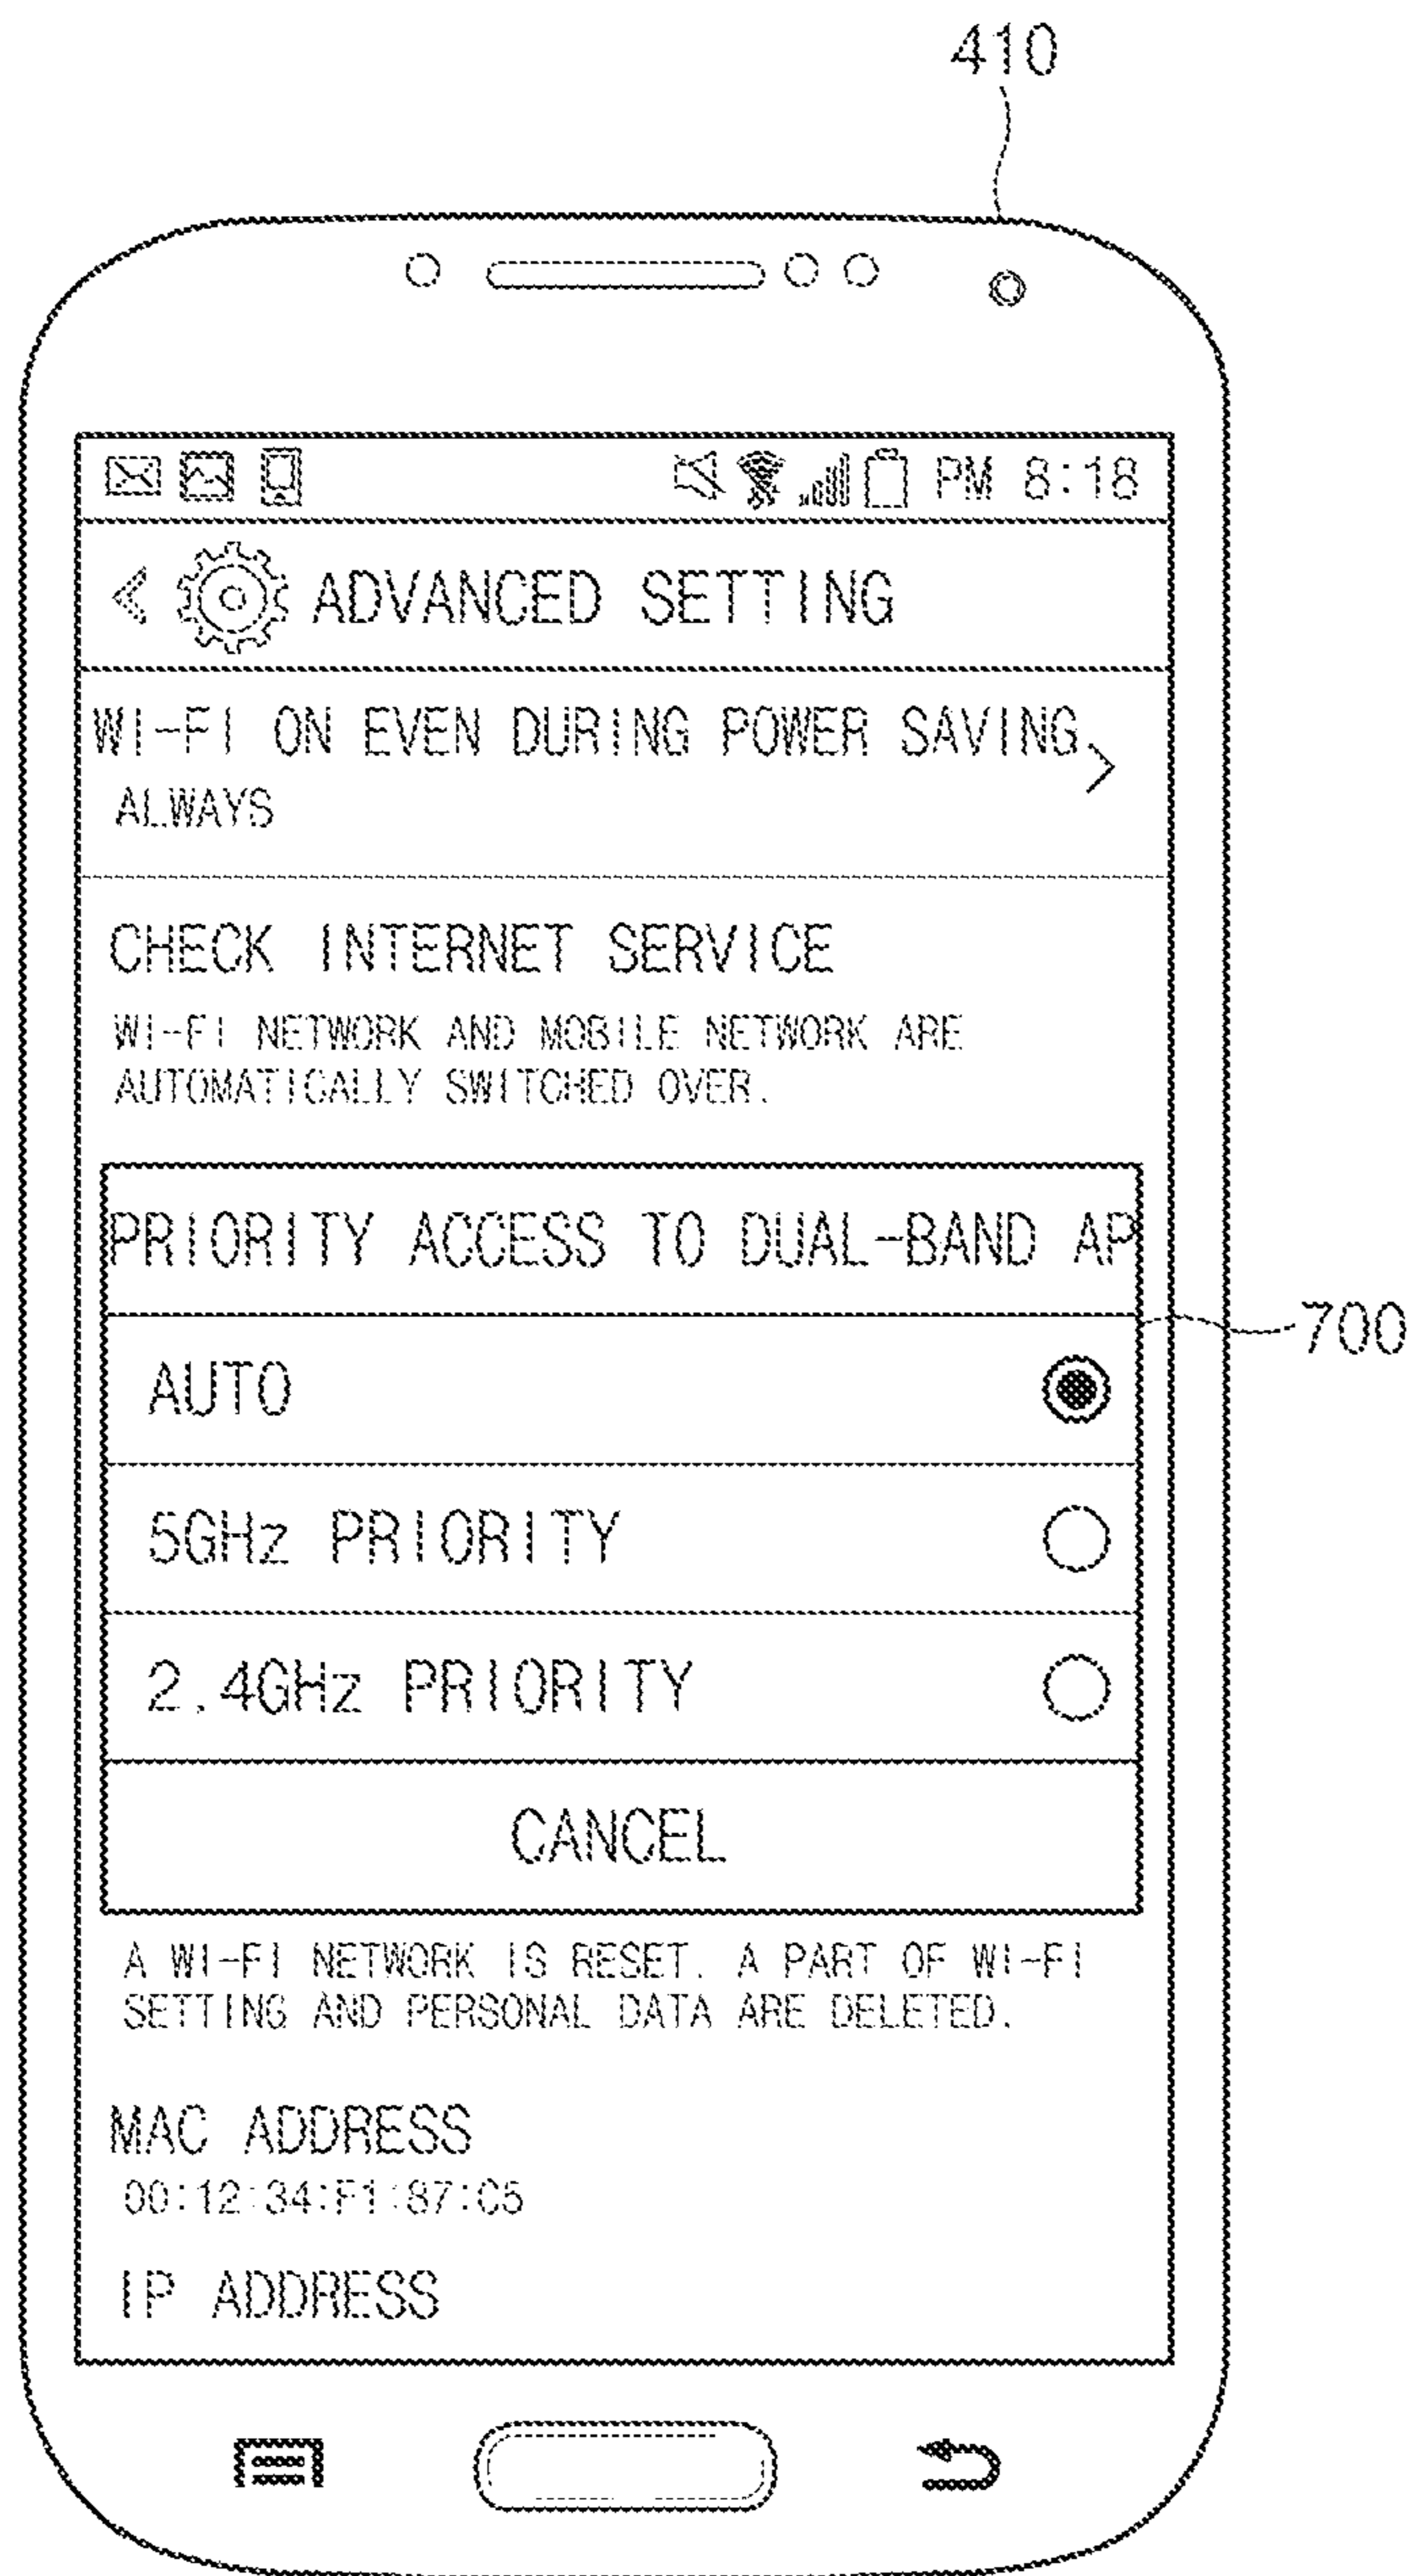 410
PM 8:18
ADVANCED SETTING
WI-FI ON EVEN DURING POWER SAVING
ALWAYS
CHECK INTERNET SERVICE
WI-FI NETWORK AND MOBILE NETWORK ARE
AUTOMATICALLY SWITCHED OVER.
PRIORITY ACCESS TO DUAL-BAND AP
700
AUTO
5GHz PRIORITY
2.4GHz PRIORITY
CANCEL
A WI-FI NETWORK IS RESET. A PART OF WI-FI
SETTING AND PERSONAL DATA ARE DELETED.
MAC ADDRESS
00:12:34:F1:87:C5
IP ADDRESS